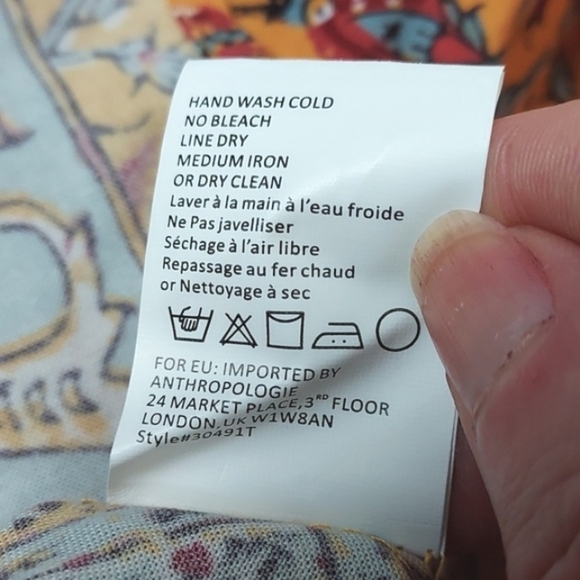 HAND WASH COLD
NO BLEACH
LINE DRY
MEDIUM IRON
OR DRY CLEAN
Laver à la main à l'eau froide
Ne Pas javelliser
Séchage à l'air libre
Repassage au fer chaud
or Nettoyage à sec
FOR EU: IMPORTED BY
ANTHROPOLOGIE
24 MARKET PLACE,3RD FLOOR
LONDON,UK W1W8AN
Style#30491T